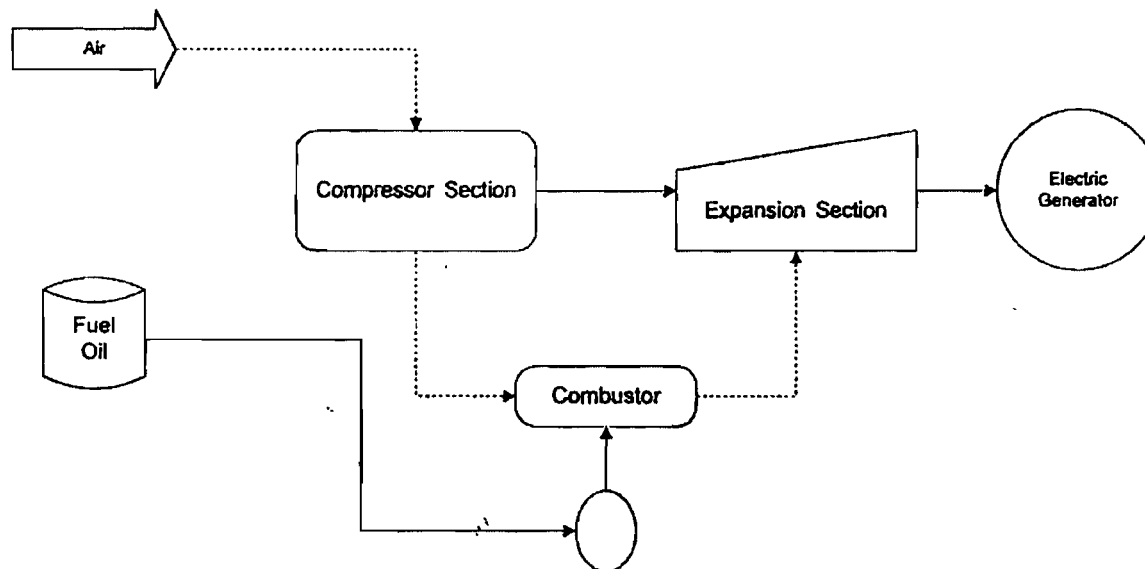 Air
Compressor Section
Expansion Section
Electric
Generator
Fuel
Oil
Combustor